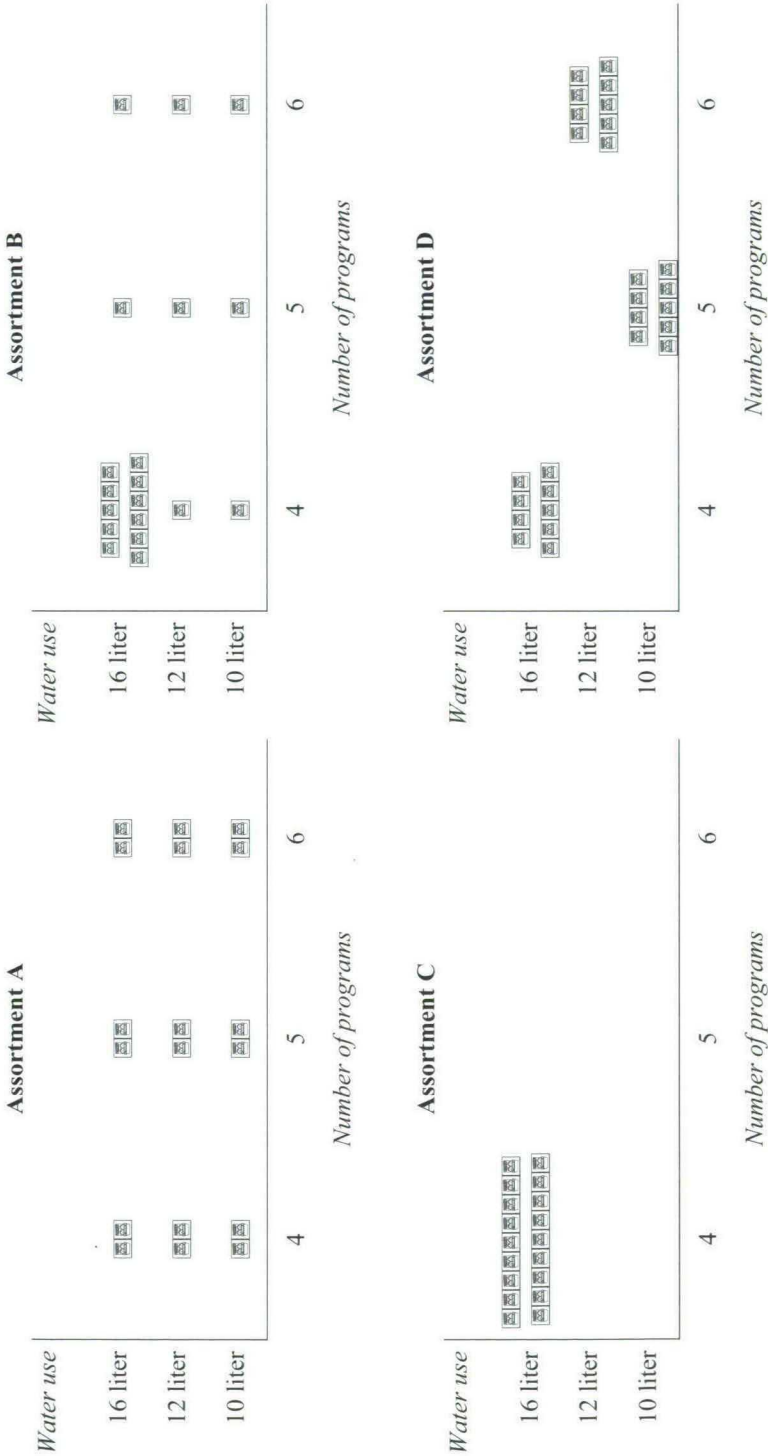 Assortment A
Water use
16 liter
12 liter
10 liter
4 5 6
Number of programs
Assortment B
Water use
16 liter
12 liter
10 liter
4 5 6
Number of programs
Assortment C
Water use
16 liter
12 liter
10 liter
4 5 6
Number of programs
Assortment D
Water use
16 liter
12 liter
10 liter
4 5 6
Number of programs